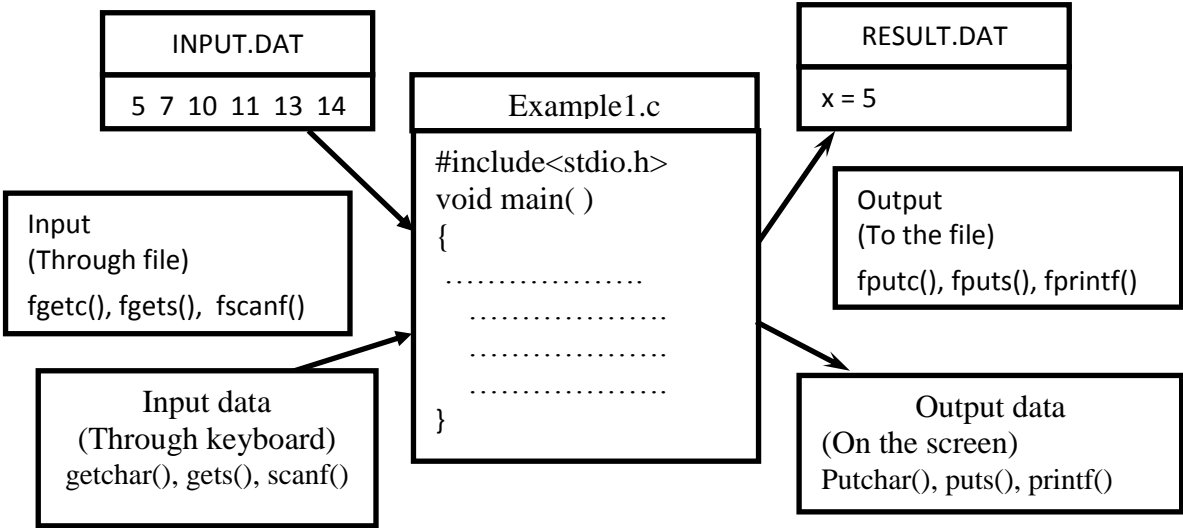 INPUT.DAT
5 7 10 11 13 14
Input
(Through file)
fgetc(), fgets(), fscanf()
Input data
(Through keyboard)
getchar(), gets(), scanf()
Example1.c
#include<stdio.h>
void main( )
{
...................
...................
...................
...................
}
RESULT.DAT
x = 5
Output
(To the file)
fputc(), fputs(), fprintf()
Output data
(On the screen)
Putchar(), puts(), printf()